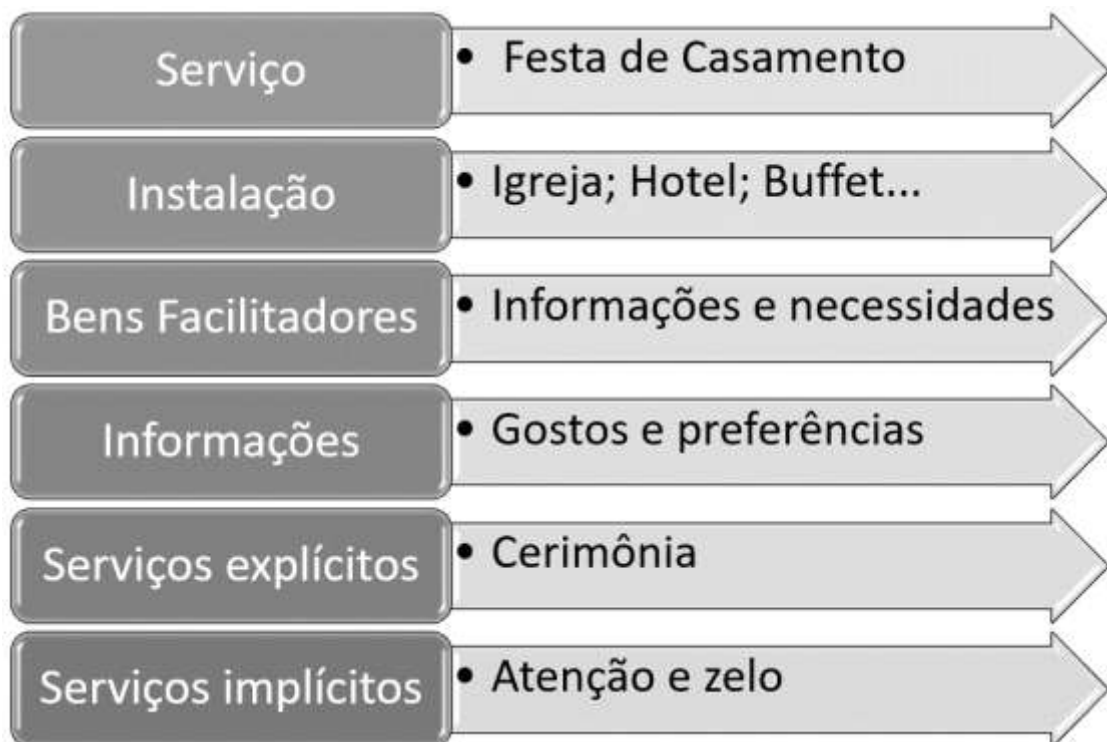 Serviço
• Festa de Casamento
Instalação
• Igreja; Hotel; Buffet...
Bens Facilitadores
• Informações e necessidades
Informações
• Gostos e preferências
Serviços explícitos
• Cerimônia
Serviços implícitos
• Atenção e zelo